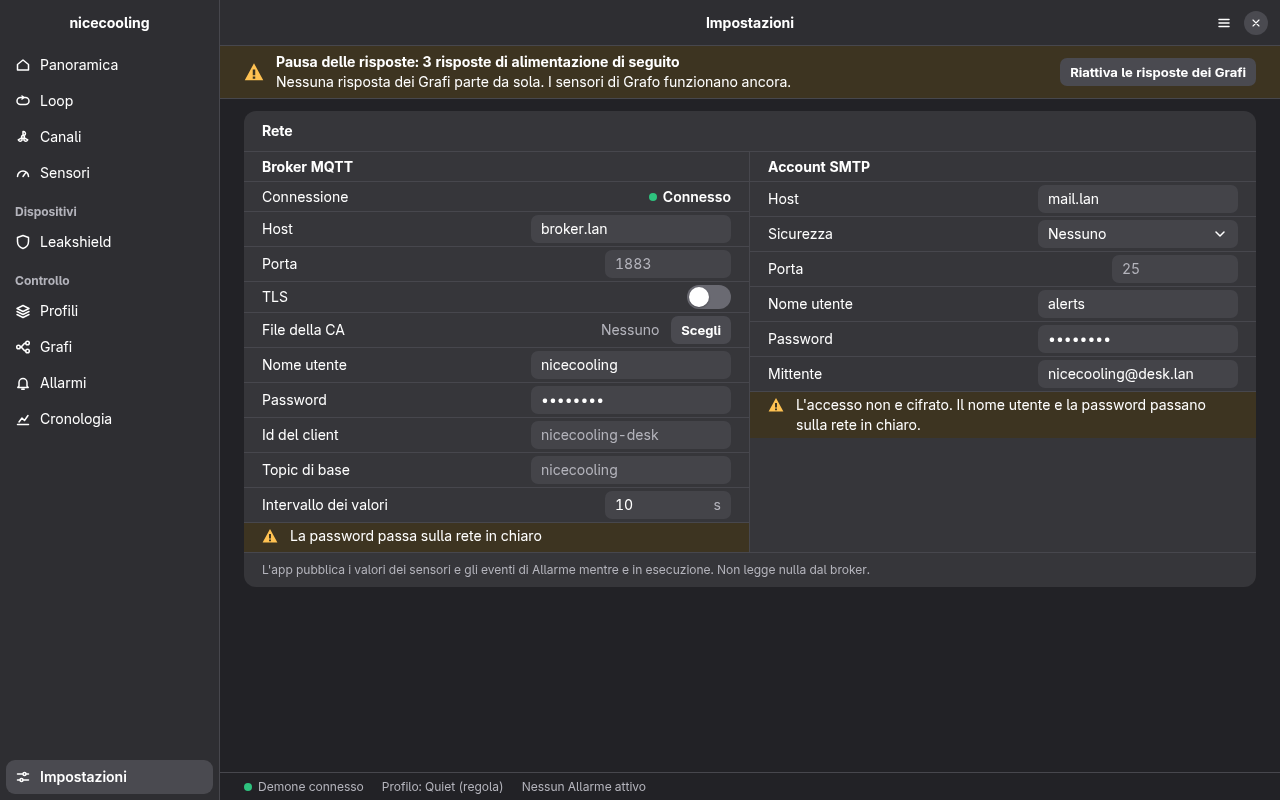 nicecooling
Impostazioni
Panoramica
Loop
Canali
Sensori
Dispositivi
Leakshield
Controllo
Profili
Grafi
Allarmi
Cronologia
Impostazioni
Pausa delle risposte: 3 risposte di alimentazione di seguito
Nessuna risposta dei Grafi parte da sola. I sensori di Grafo funzionano ancora.
Riattiva le risposte dei Grafi
Rete
Broker MQTT
Connessione
Connesso
Host
broker.lan
Porta
1883
TLS
File della CA
Nessuno
Scegli
Nome utente
nicecooling
Password
••••••••
Id del client
nicecooling-desk
Topic di base
nicecooling
Intervallo dei valori
10
s
La password passa sulla rete in chiaro
Account SMTP
Host
mail.lan
Sicurezza
Nessuno
Porta
25
Nome utente
alerts
Password
••••••••
Mittente
nicecooling@desk.lan
L'accesso non e cifrato. Il nome utente e la password passano
sulla rete in chiaro.
L'app pubblica i valori dei sensori e gli eventi di Allarme mentre e in esecuzione. Non legge nulla dal broker.
Demone connesso
Profilo: Quiet (regola)
Nessun Allarme attivo